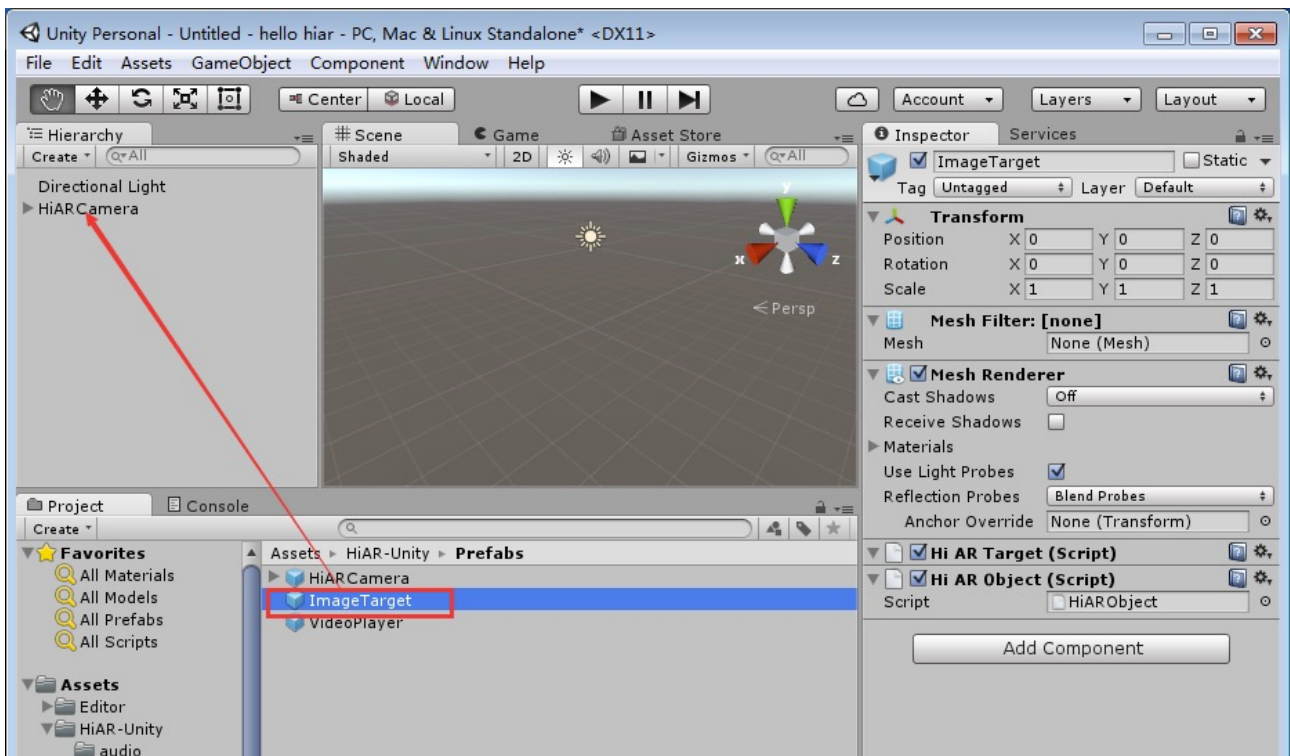 Unity Personal - Untitled - hello hiar - PC, Mac & Linux Standalone* <DX11>
File Edit Assets GameObject Component Window Help
Center Local Account Layers Layout
Hierarchy
Create All
Directional Light
HiARCamera
Scene Game Asset Store
Shaded 2D Gizmos All
y
x z
Persp
Inspector Services
ImageTarget Static
Tag Untagged Layer Default
Transform
Position X 0 Y 0 Z 0
Rotation X 0 Y 0 Z 0
Scale X 1 Y 1 Z 1
Mesh Filter: [none]
Mesh None (Mesh)
Mesh Renderer
Cast Shadows Off
Receive Shadows
Materials
Use Light Probes
Reflection Probes Blend Probes
Anchor Override None (Transform)
Hi AR Target (Script)
Hi AR Object (Script)
Script HiARObject
Add Component
Project Console
Create
Favorites
All Materials
All Models
All Prefabs
All Scripts
Assets
Editor
HiAR-Unity
audio
Assets HiAR-Unity Prefabs
HiARCamera
ImageTarget
VideoPlayer